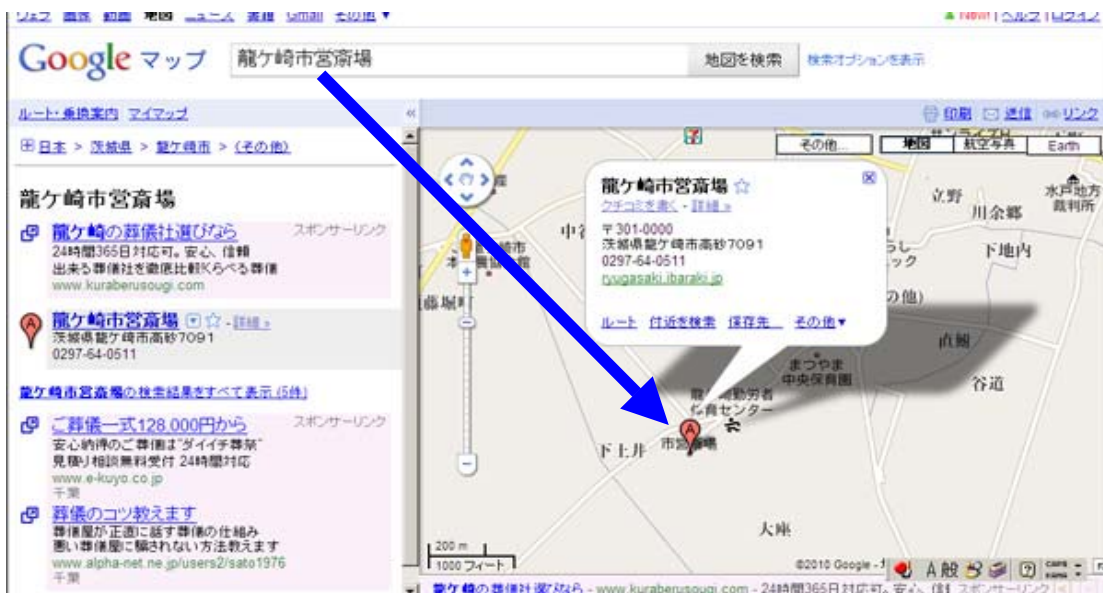 ウェブ 画像 動画 地図 ニュース 書籍 Gmail その他 ▼
New! | ヘルプ | ログイン
Google マップ
龍ケ崎市営斎場
地図を検索
検索オプションを表示
ルート・乗換案内 マイマップ
«
印刷 送信 リンク
日本 > 茨城県 > 龍ケ崎市 > (その他)
龍ケ崎市営斎場
龍ケ崎の葬儀社選びなら スポンサーリンク
24時間365日対応可。安心、信頼
出来る葬儀社を徹底比較くらべる葬儀
www.kuraberusougi.com
A 龍ケ崎市営斎場 - 詳細 »
茨城県龍ケ崎市高砂7091
0297-64-0511
龍ケ崎市営斎場の検索結果をすべて表示 (5件)
ご葬儀一式128,000円から スポンサーリンク
安心納得のご葬儀は"ダイイチ葬祭"
見積り相談無料受付 24時間対応
www.e-kuyo.co.jp
千葉
葬儀のコツ教えます
葬儀屋が正直に話す葬儀の仕組み
悪い葬儀屋に騙されない方法教えます
www.alpha-net.ne.jp/users2/sato1976
千葉
その他... 地図 航空写真 Earth
龍ケ崎市営斎場
クチコミを書く - 詳細 »
〒301-0000
茨城県龍ケ崎市高砂7091
0297-64-0511
ryugasaki.ibaraki.jp
ルート 付近を検索 保存先... その他▼
立野
水戸地方
裁判所
川余郷
下地内
直鮒
谷道
まつやま
中央保育園
A
下土井
大座
200 m
1000 フィート
©2010 Google -
A 般
CAPS
龍ケ崎の葬儀社選びなら - www.kuraberusougi.com - 24時間365日対応可。安心、信頼 スポンサーリンク